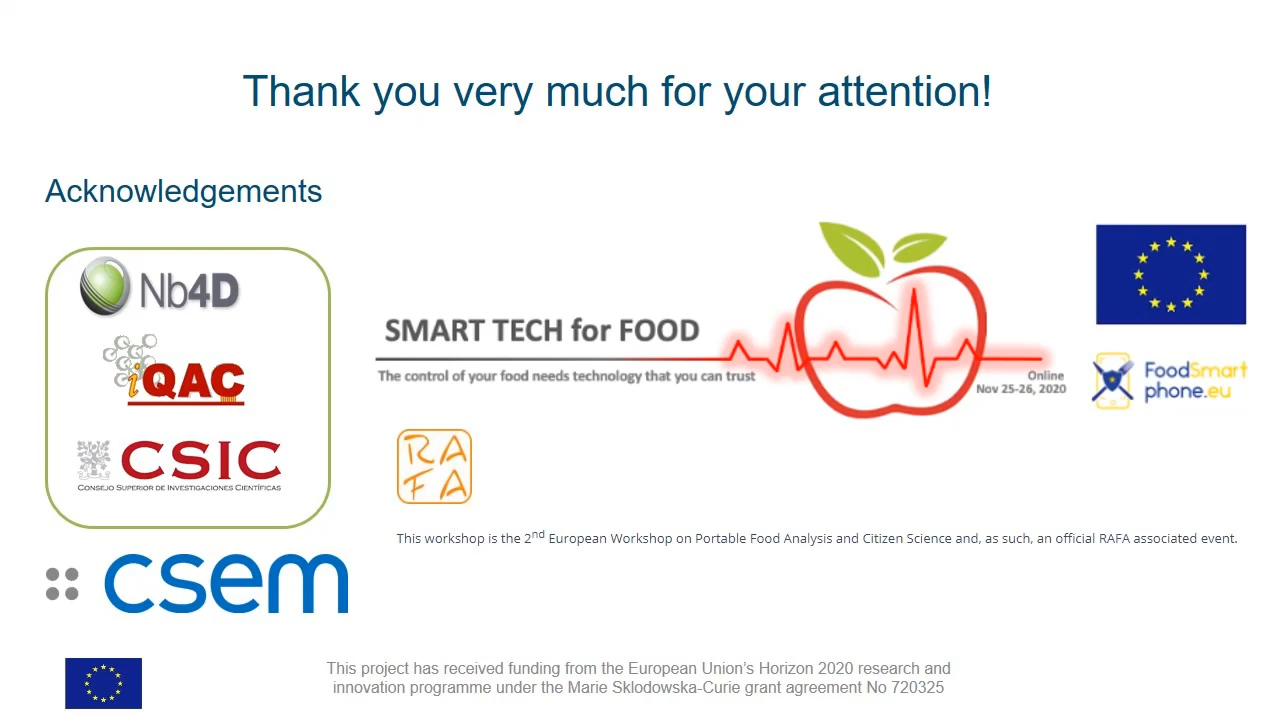 Thank you very much for your attention!
Acknowledgements
Nb4D
iQAC
CSIC
CONSEJO SUPERIOR DE INVESTIGACIONES CIENTÍFICAS
csem
SMART TECH for FOOD
The control of your food needs technology that you can trust
Online
Nov 25-26, 2020
FoodSmart
phone.eu
RA
FA
This workshop is the 2nd European Workshop on Portable Food Analysis and Citizen Science and, as such, an official RAFA associated event.
This project has received funding from the European Union’s Horizon 2020 research and
innovation programme under the Marie Sklodowska-Curie grant agreement No 720325